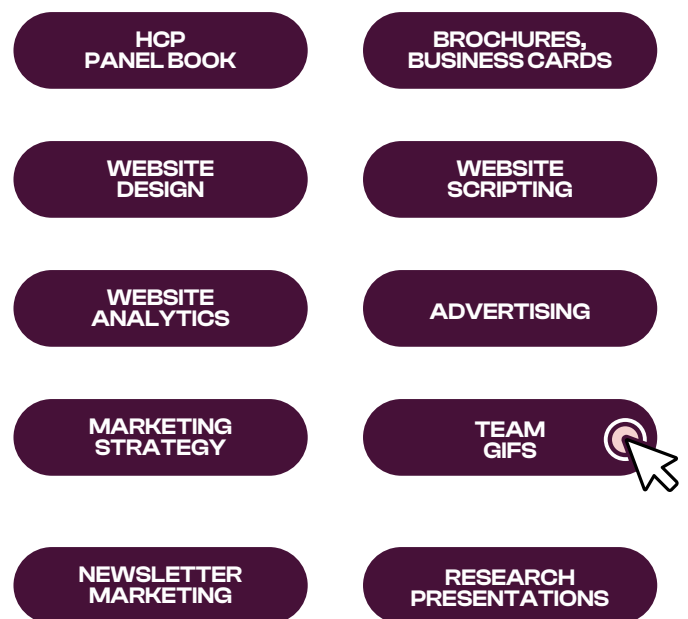 HCP
PANEL BOOK
BROCHURES,
BUSINESS CARDS
WEBSITE
DESIGN
WEBSITE
SCRIPTING
WEBSITE
ANALYTICS
ADVERTISING
MARKETING
STRATEGY
TEAM
GIFS
NEWSLETTER
MARKETING
RESEARCH
PRESENTATIONS